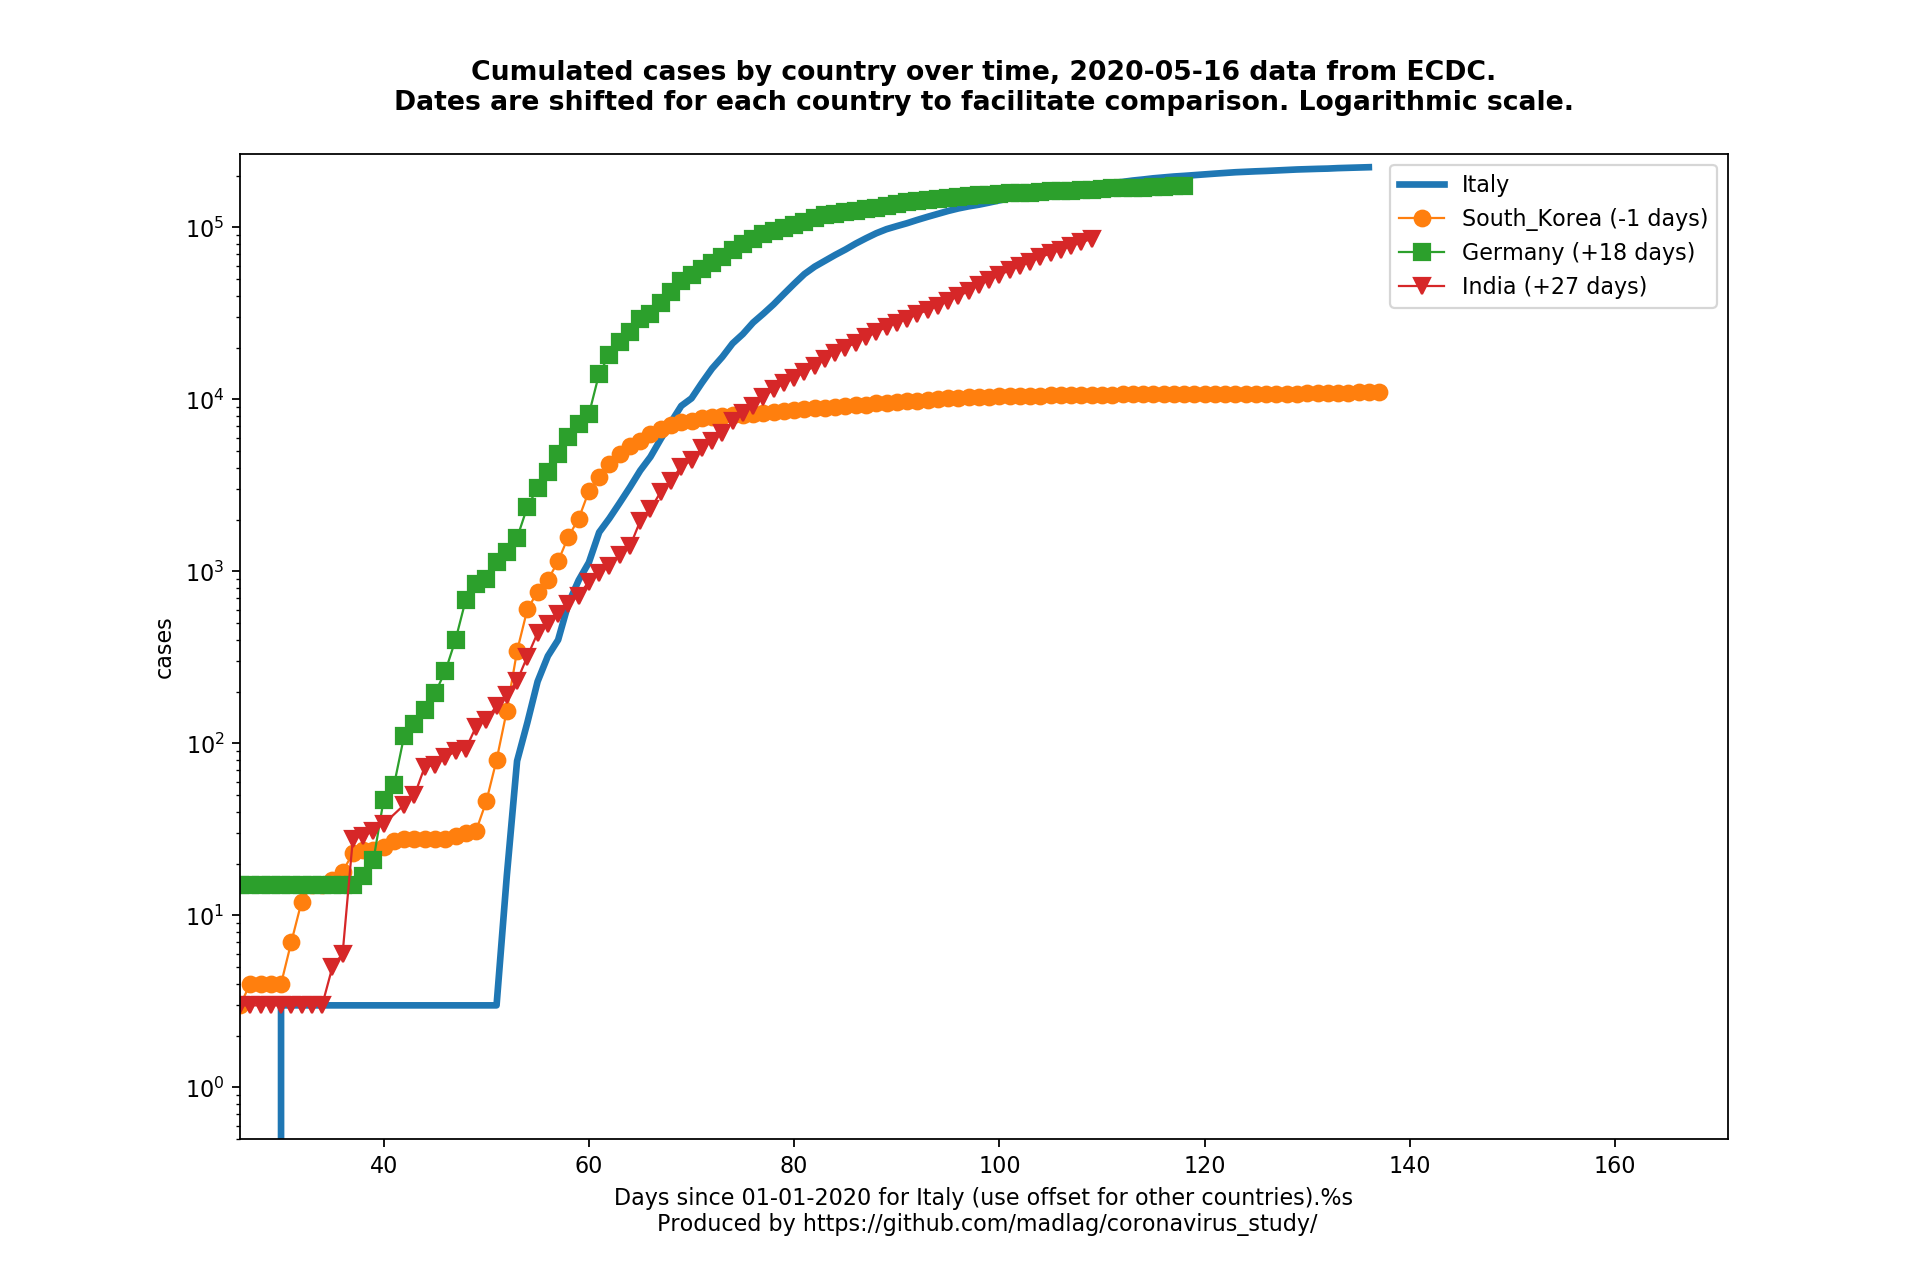 Cumulated cases by country over time, 2020-05-16 data from ECDC.
Dates are shifted for each country to facilitate comparison. Logarithmic scale.
Italy
South_Korea (-1 days)
Germany (+18 days)
India (+27 days)
cases
10^5
10^4
10^3
10^2
10^1
10^0
40 60 80 100 120 140 160
Days since 01-01-2020 for Italy (use offset for other countries).%s
Produced by https://github.com/madlag/coronavirus_study/